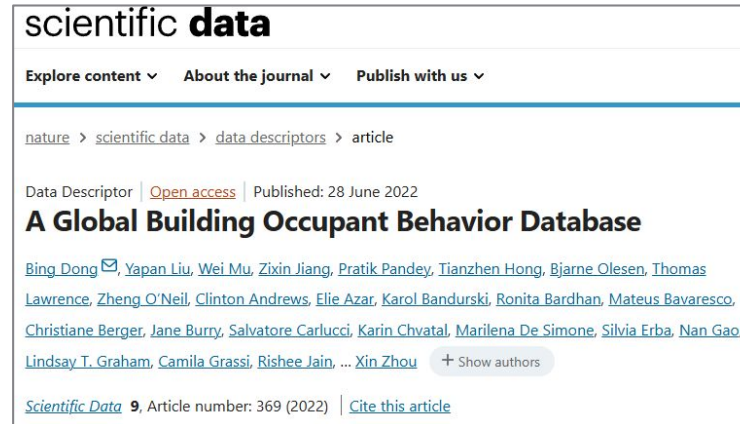 scientific data
Explore content About the journal Publish with us
nature > scientific data > data descriptors > article
Data Descriptor | Open access | Published: 28 June 2022
A Global Building Occupant Behavior Database
Bing Dong, Yapan Liu, Wei Mu, Zixin Jiang, Pratik Pandey, Tianzhen Hong, Bjarne Olesen, Thomas
Lawrence, Zheng O'Neil, Clinton Andrews, Elie Azar, Karol Bandurski, Ronita Bardhan, Mateus Bavaresco,
Christiane Berger, Jane Burry, Salvatore Carlucci, Karin Chvatal, Marilena De Simone, Silvia Erba, Nan Gao
Lindsay T. Graham, Camila Grassi, Rishee Jain, ... Xin Zhou + Show authors
Scientific Data 9, Article number: 369 (2022) | Cite this article